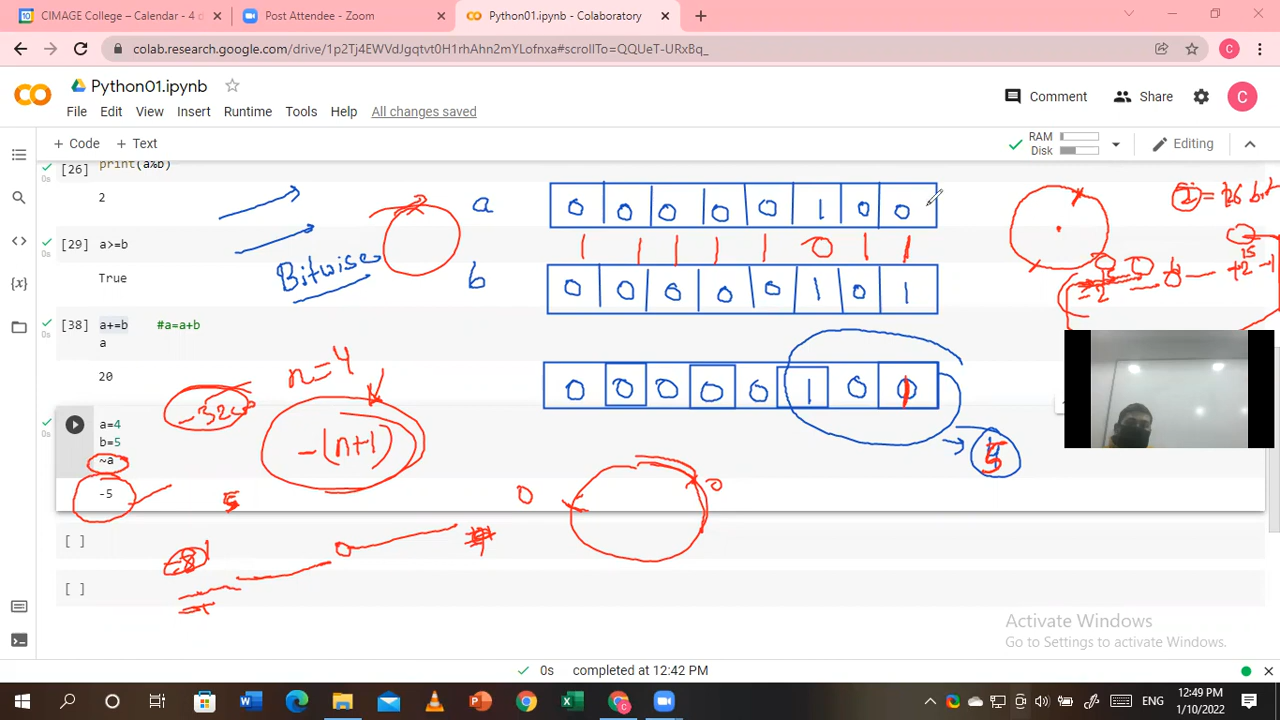 CIMAGE College – Calendar - 4 d
Post Attendee - Zoom
Python01.ipynb - Colaboratory
colab.research.google.com/drive/1p2Tj4EWVdJgqtvt0H1rhAhn2mYLofnxa#scrollTo=QQUeT-URxBq_
C
Python01.ipynb
File Edit View Insert Runtime Tools Help All changes saved
Comment Share C
+ Code + Text
RAM
Disk
Editing
[26] print(a%b)
2
a 0 0 0 0 0 1 0 0
2 = 16 bit
[29] a>=b
1 1 1 1 1 0 1 1
True
Bitwise
b 0 0 0 0 0 1 0 1
[38] a+=b #a=a+b
a
20
n=4
0 0 0 0 0 1 0 0
a=4
b=5
~a
-(n+1)
5
-5
5
0 0
[ ]
-8
[ ]
Activate Windows
Go to Settings to activate Windows.
0s completed at 12:42 PM
ENG
12:49 PM
1/10/2022